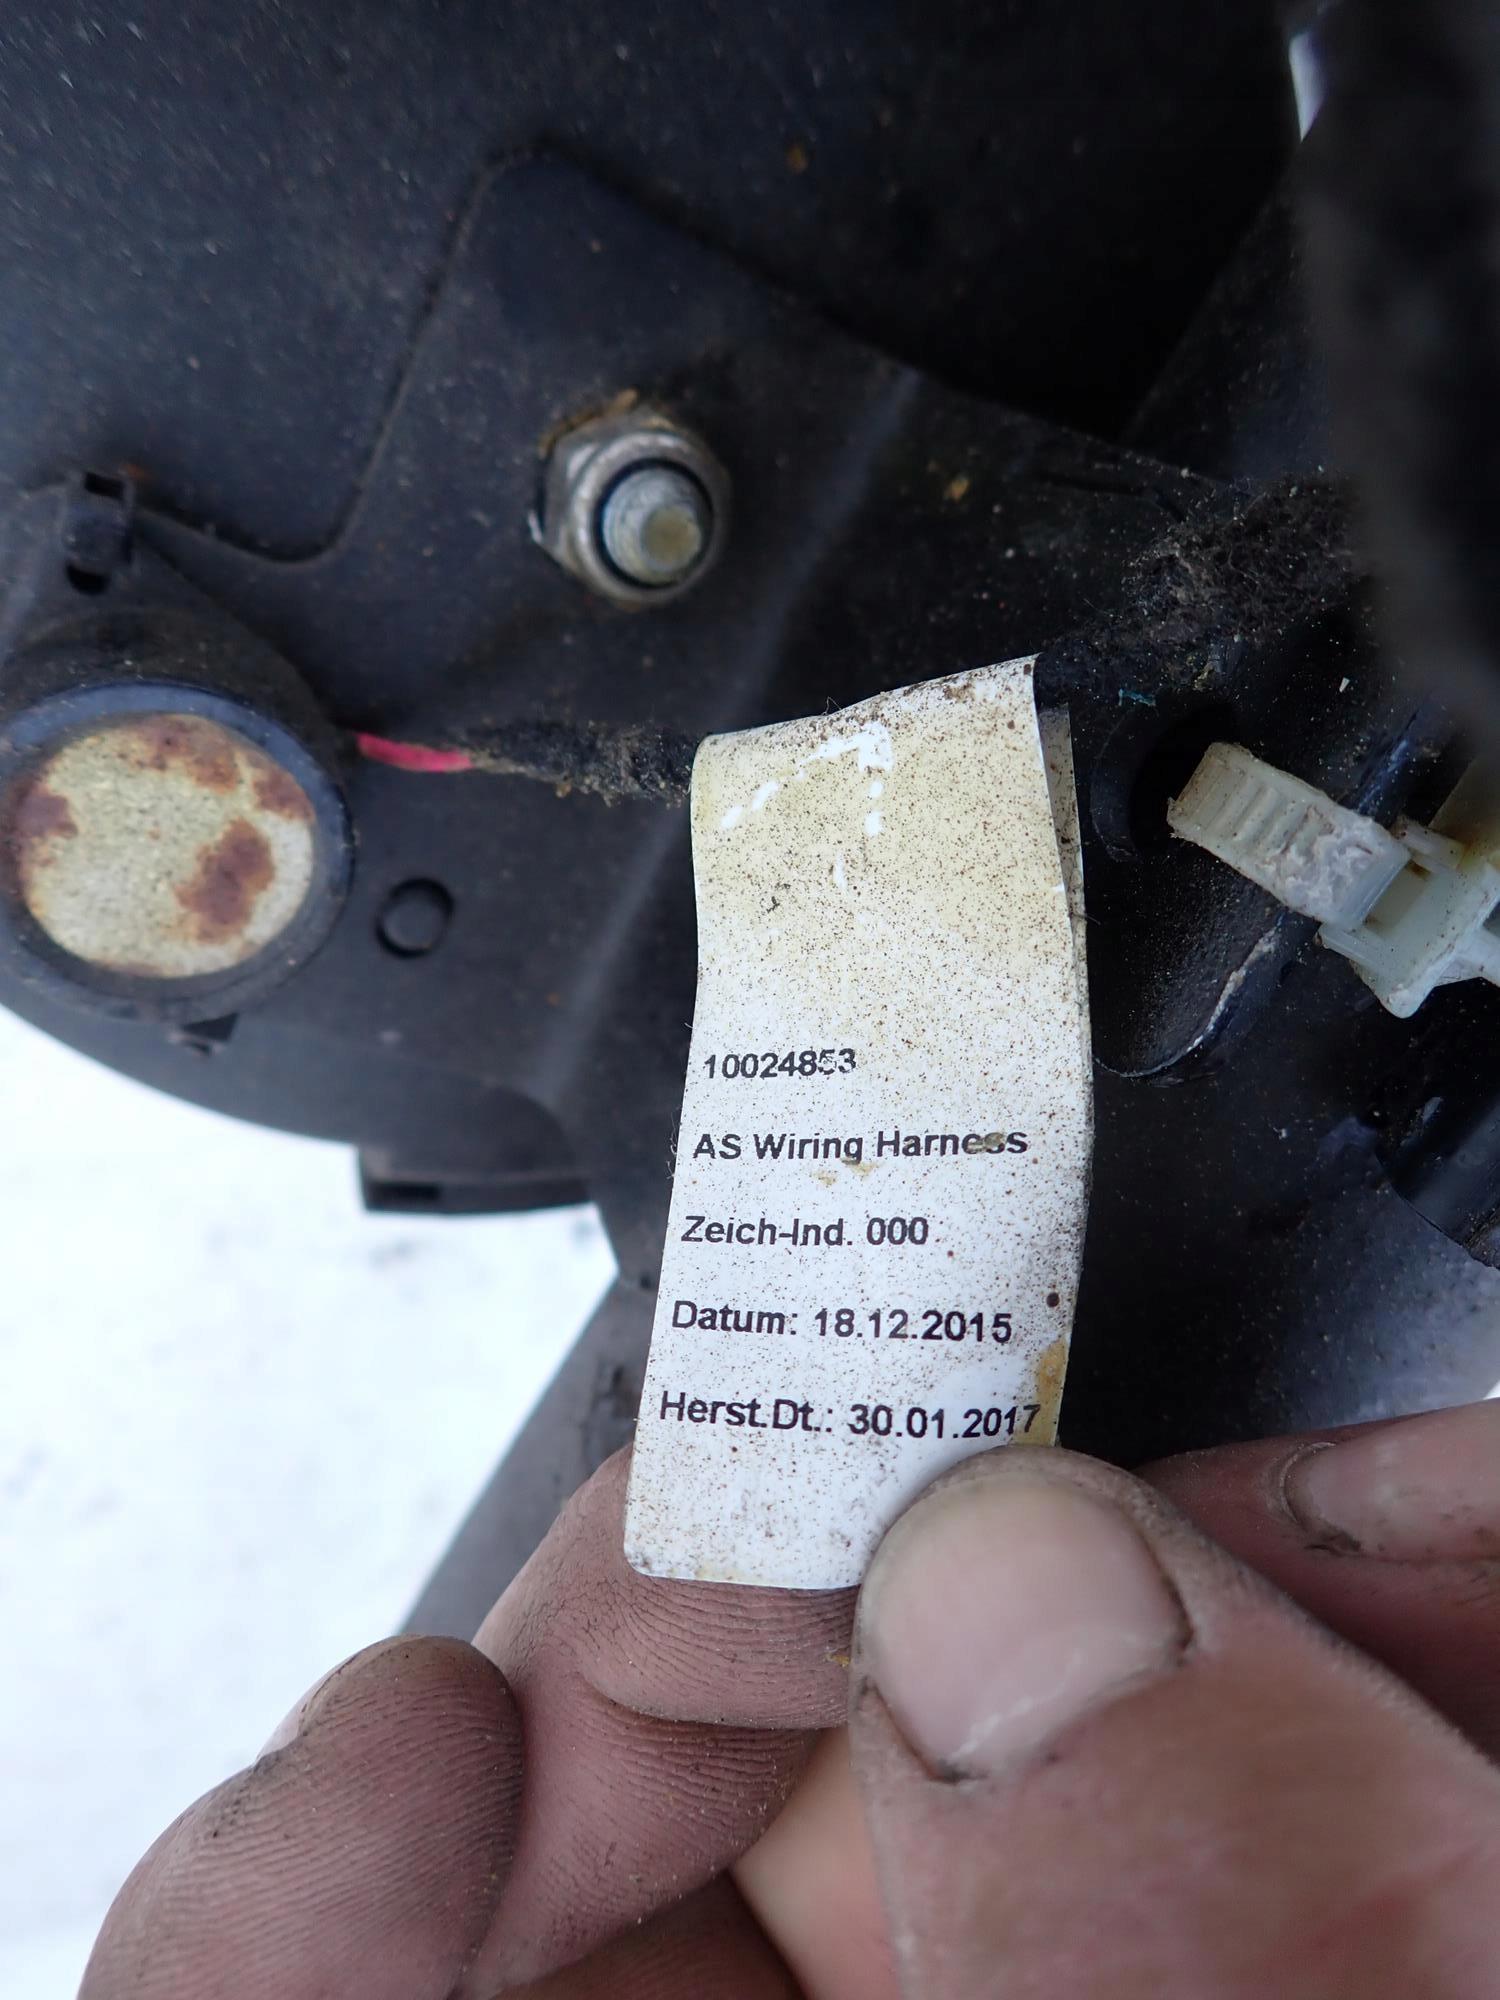 10024853
AS Wiring Harness
Zeich-Ind. 000
Datum: 18.12.2015
Herst.Dt.: 30.01.2017